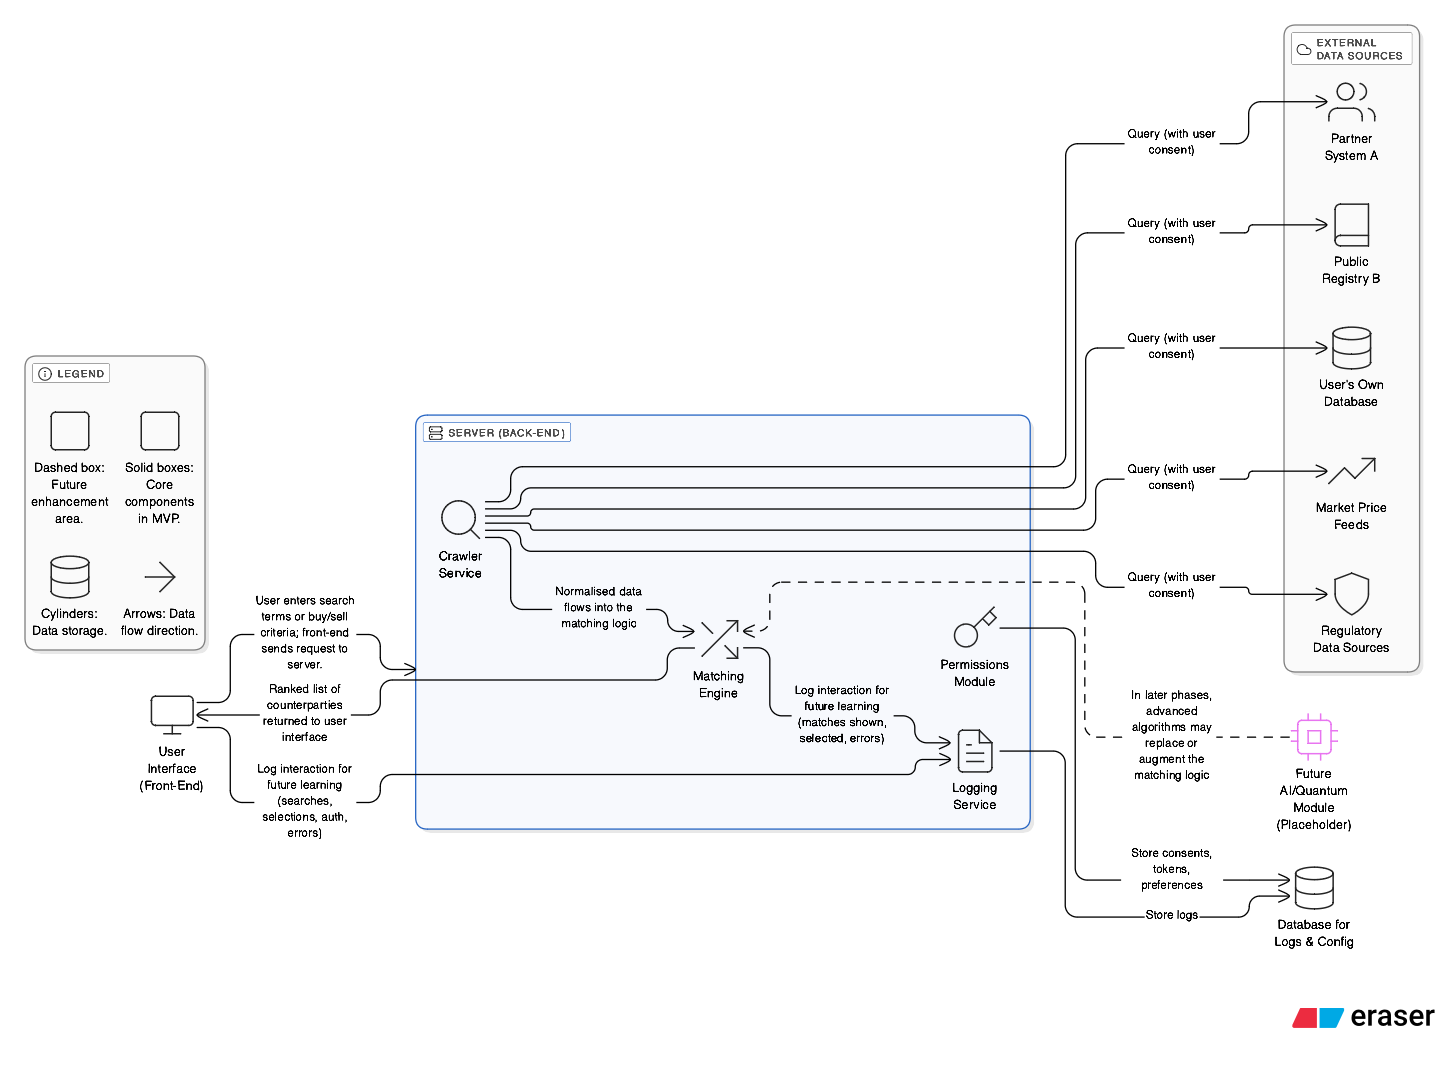 EXTERNAL
DATA SOURCES
Partner
System A
Public
Registry B
User's Own
Database
Market Price
Feeds
Regulatory
Data Sources
Query (with user
consent)
Query (with user
consent)
Query (with user
consent)
Query (with user
consent)
Query (with user
consent)
LEGEND
Dashed box:
Future
enhancement
area.
Solid boxes:
Core
components
in MVP.
Cylinders:
Data storage.
Arrows: Data
flow direction.
SERVER (BACK-END)
Crawler
Service
Normalised data
flows into the
matching logic
Matching
Engine
Permissions
Module
Log interaction for
future learning
(matches shown,
selected, errors)
Logging
Service
User enters search
terms or buy/sell
criteria; front-end
sends request to
server.
Ranked list of
counterparties
returned to user
interface
User
Interface
(Front-End)
Log interaction for
future learning
(searches,
selections, auth,
errors)
In later phases,
advanced
algorithms may
replace or
augment the
matching logic
Future
AI/Quantum
Module
(Placeholder)
Store consents,
tokens,
preferences
Store logs
Database for
Logs & Config
eraser